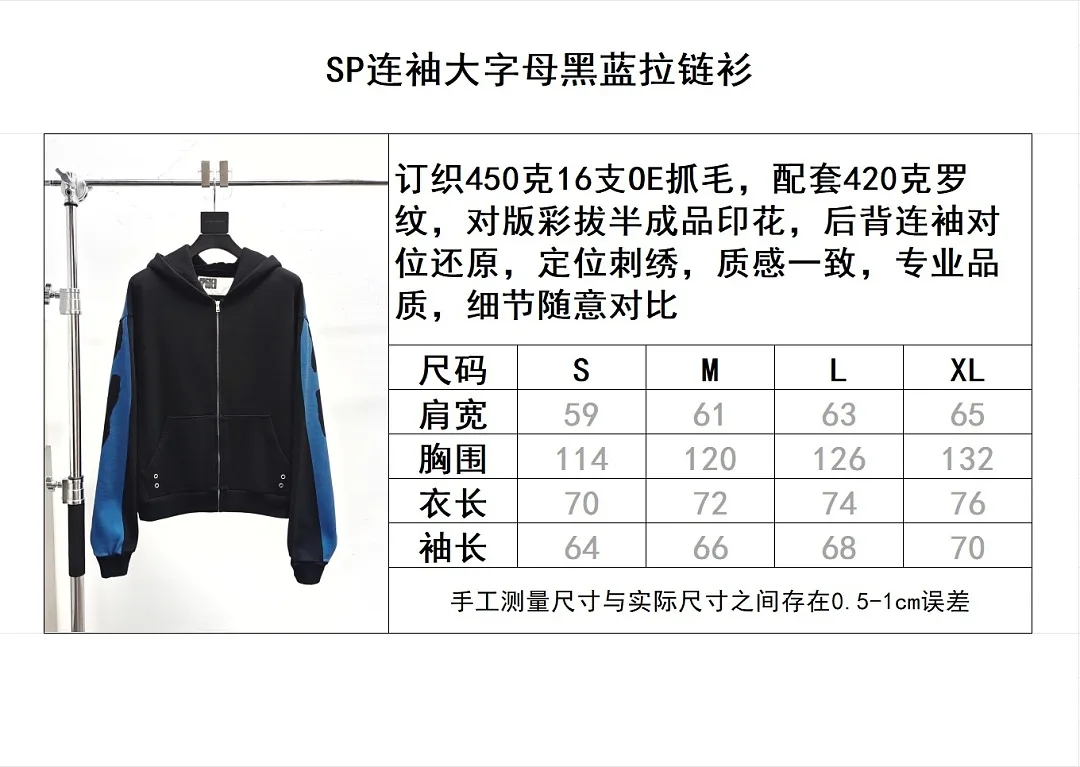 SP连袖大字母黑蓝拉链衫
订织450克16支OE抓毛，配套420克罗
纹，对版彩拔半成品印花，后背连袖对
位还原，定位刺绣，质感一致，专业品
质，细节随意对比
尺码 S M L XL
肩宽 59 61 63 65
胸围 114 120 126 132
衣长 70 72 74 76
袖长 64 66 68 70
手工测量尺寸与实际尺寸之间存在0.5-1cm误差